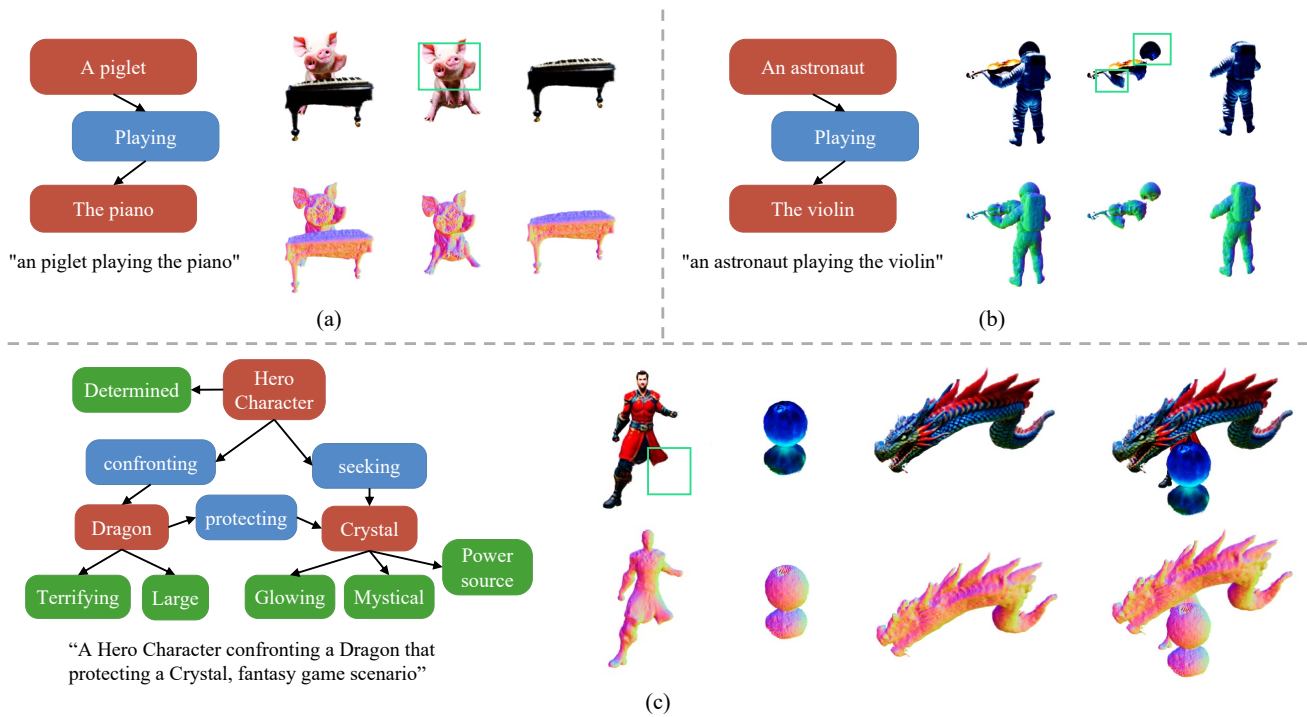 A piglet
Playing
The piano
"an piglet playing the piano"
(a)
An astronaut
Playing
The violin
"an astronaut playing the violin"
(b)
Determined
Hero
Character
confronting
seeking
Dragon
protecting
Crystal
Power
source
Terrifying
Large
Glowing
Mystical
“A Hero Character confronting a Dragon that
protecting a Crystal, fantasy game scenario”
(c)